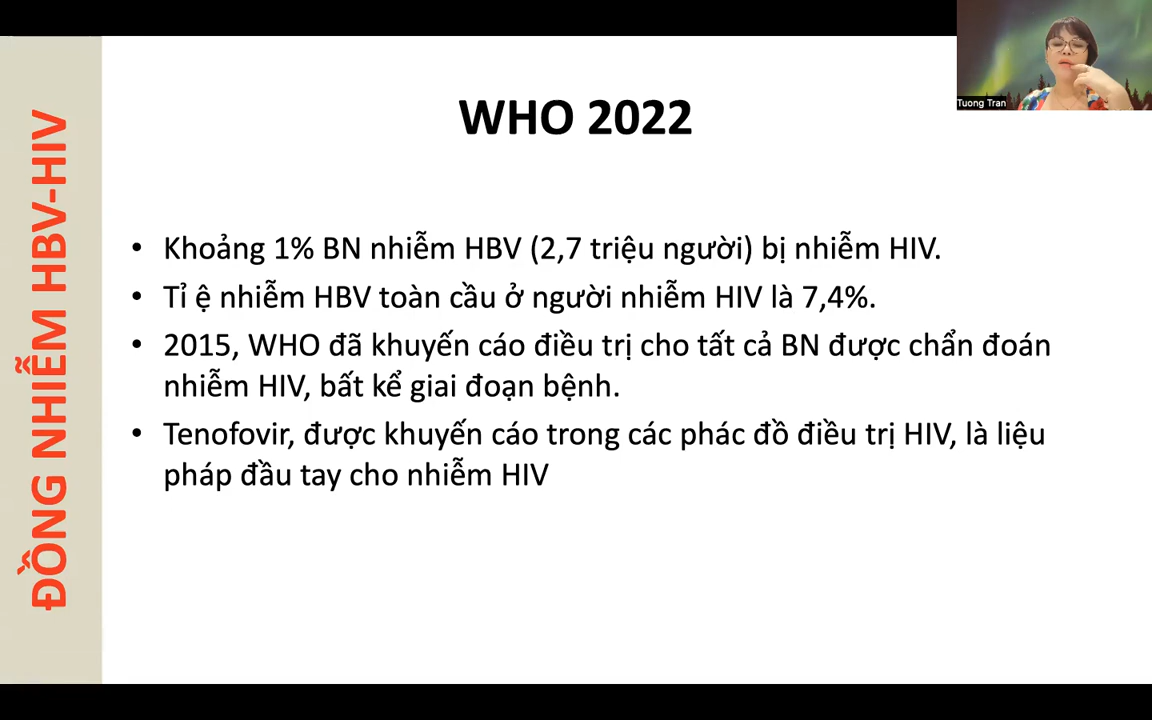 WHO 2022
Tuong Tran
ĐỒNG NHIỄM HBV-HIV
• Khoảng 1% BN nhiễm HBV (2,7 triệu người) bị nhiễm HIV.
• Tỉ ệ nhiễm HBV toàn cầu ở người nhiễm HIV là 7,4%.
• 2015, WHO đã khuyến cáo điều trị cho tất cả BN được chẩn đoán
nhiễm HIV, bất kể giai đoạn bệnh.
• Tenofovir, được khuyến cáo trong các phác đồ điều trị HIV, là liệu
pháp đầu tay cho nhiễm HIV